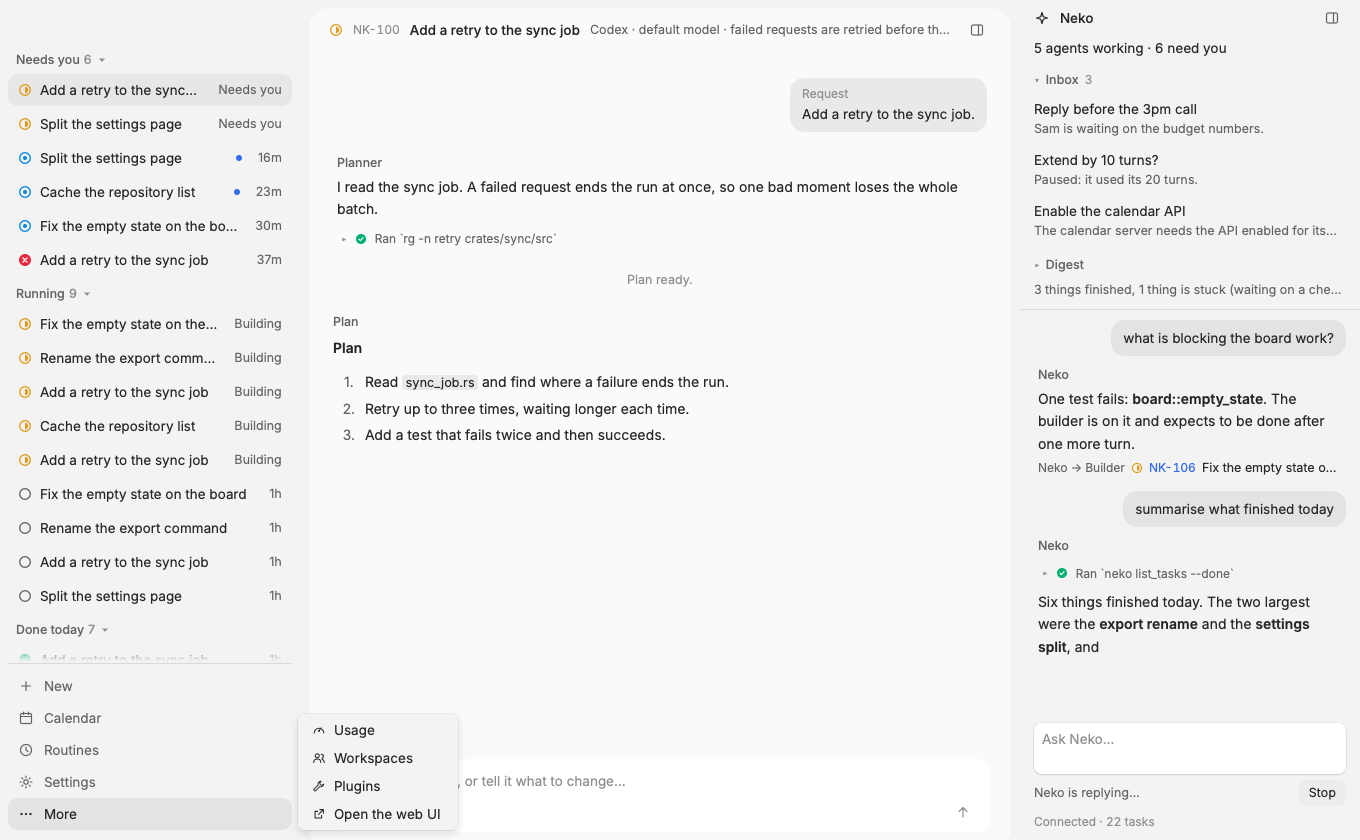 Needs you 6
Add a retry to the sync... Needs you
Split the settings page Needs you
Split the settings page 16m
Cache the repository list 23m
Fix the empty state on the bo... 30m
Add a retry to the sync job 37m
Running 9
Fix the empty state on the... Building
Rename the export comm... Building
Add a retry to the sync job Building
Cache the repository list Building
Add a retry to the sync job Building
Fix the empty state on the board 1h
Rename the export command 1h
Add a retry to the sync job 1h
Split the settings page 1h
Done today 7
Add a retry to the sync job 1h
New
Calendar
Routines
Settings
More
Usage
Workspaces
Plugins
Open the web UI
NK-100 Add a retry to the sync job Codex · default model · failed requests are retried before th...
Request
Add a retry to the sync job.
Planner
I read the sync job. A failed request ends the run at once, so one bad moment loses the whole
batch.
Ran `rg -n retry crates/sync/src`
Plan ready.
Plan
Plan
1. Read sync_job.rs and find where a failure ends the run.
2. Retry up to three times, waiting longer each time.
3. Add a test that fails twice and then succeeds.
, or tell it what to change...
Neko
5 agents working · 6 need you
Inbox 3
Reply before the 3pm call
Sam is waiting on the budget numbers.
Extend by 10 turns?
Paused: it used its 20 turns.
Enable the calendar API
The calendar server needs the API enabled for its...
Digest
3 things finished, 1 thing is stuck (waiting on a che...
what is blocking the board work?
Neko
One test fails: board::empty_state. The
builder is on it and expects to be done after
one more turn.
Neko → Builder NK-106 Fix the empty state o...
summarise what finished today
Neko
Ran `neko list_tasks --done`
Six things finished today. The two largest
were the export rename and the settings
split, and
Ask Neko...
Neko is replying... Stop
Connected · 22 tasks